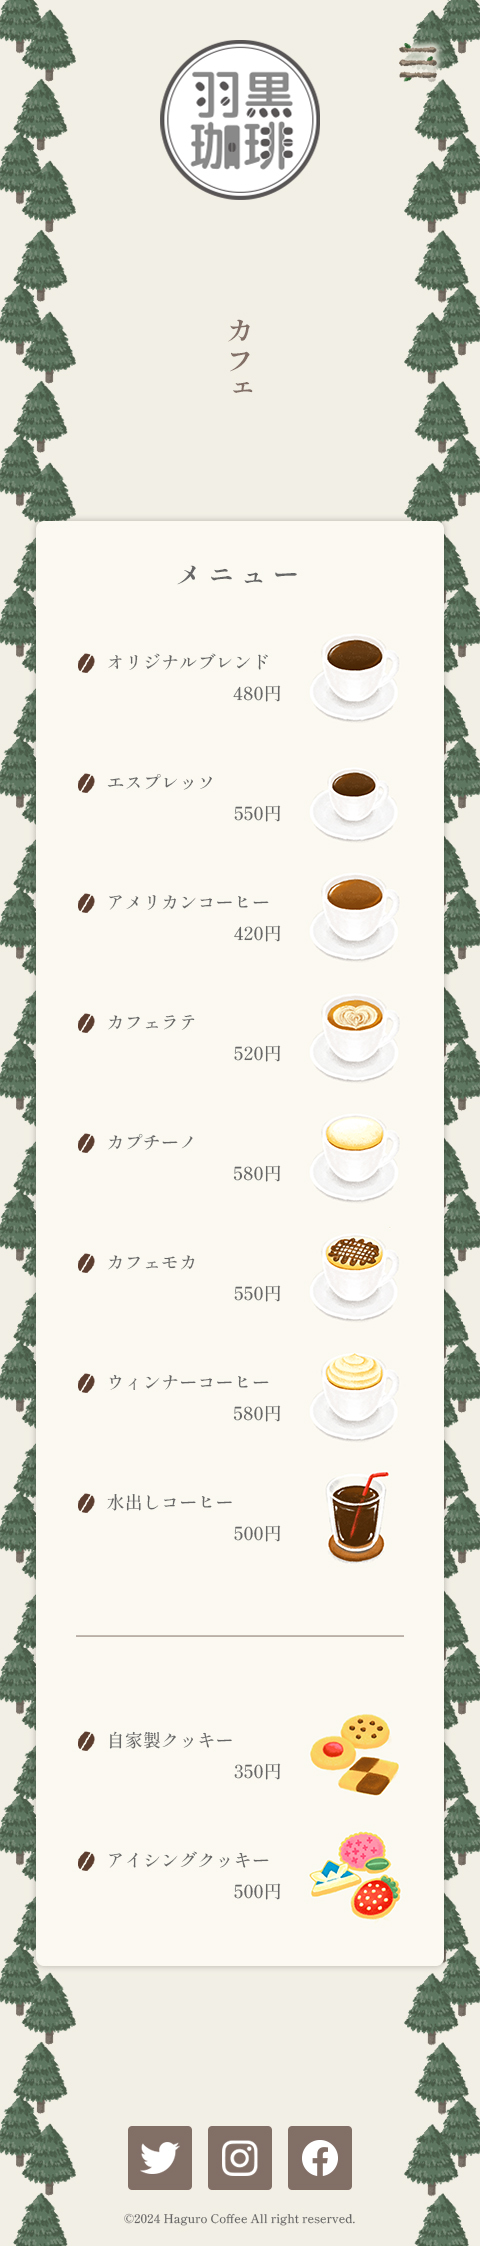 羽黒
珈琲
カフェ
メニュー
オリジナルブレンド
480円
エスプレッソ
550円
アメリカンコーヒー
420円
カフェラテ
520円
カプチーノ
580円
カフェモカ
550円
ウィンナーコーヒー
580円
水出しコーヒー
500円
自家製クッキー
350円
アイシングクッキー
500円
©2024 Haguro Coffee All right reserved.